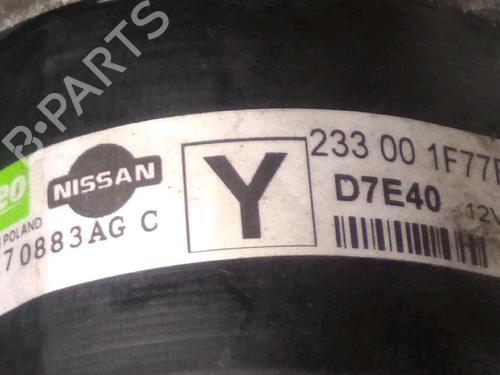 B-PARTS
NISSAN
POLAND
70883AG C
Y
233 00 1F77
D7E40
12V